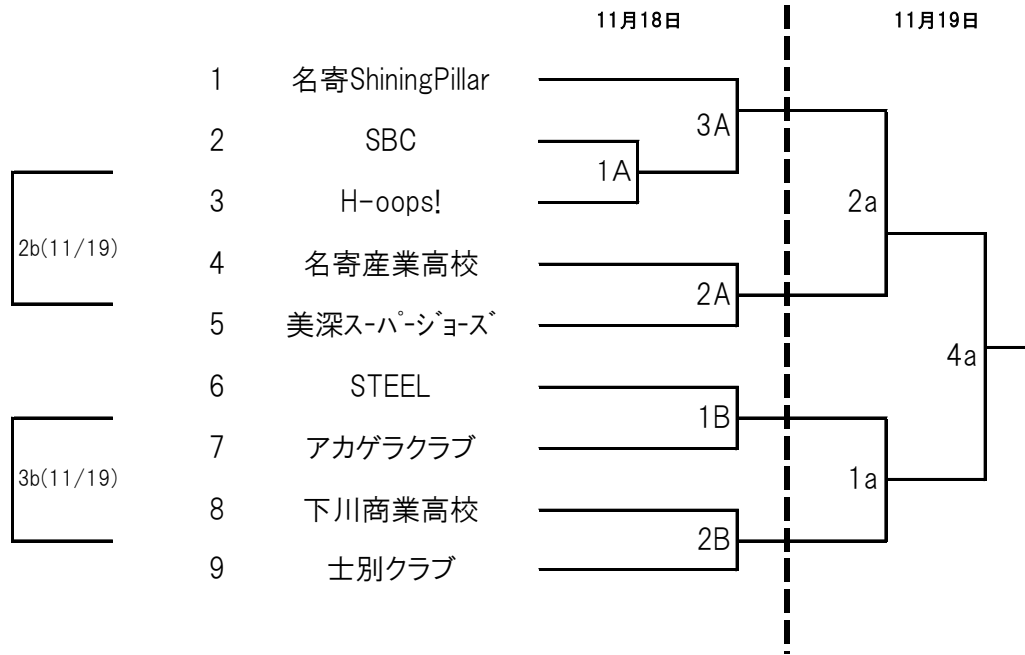 11月18日
11月19日
1 名寄ShiningPillar
3A
2 SBC
1A
3 H-oops!
2a
2b(11/19)
4 名寄産業高校
2A
5 美深スーパージョーズ
4a
6 STEEL
1B
7 アカゲラクラブ
3b(11/19)
1a
8 下川商業高校
2B
9 士別クラブ